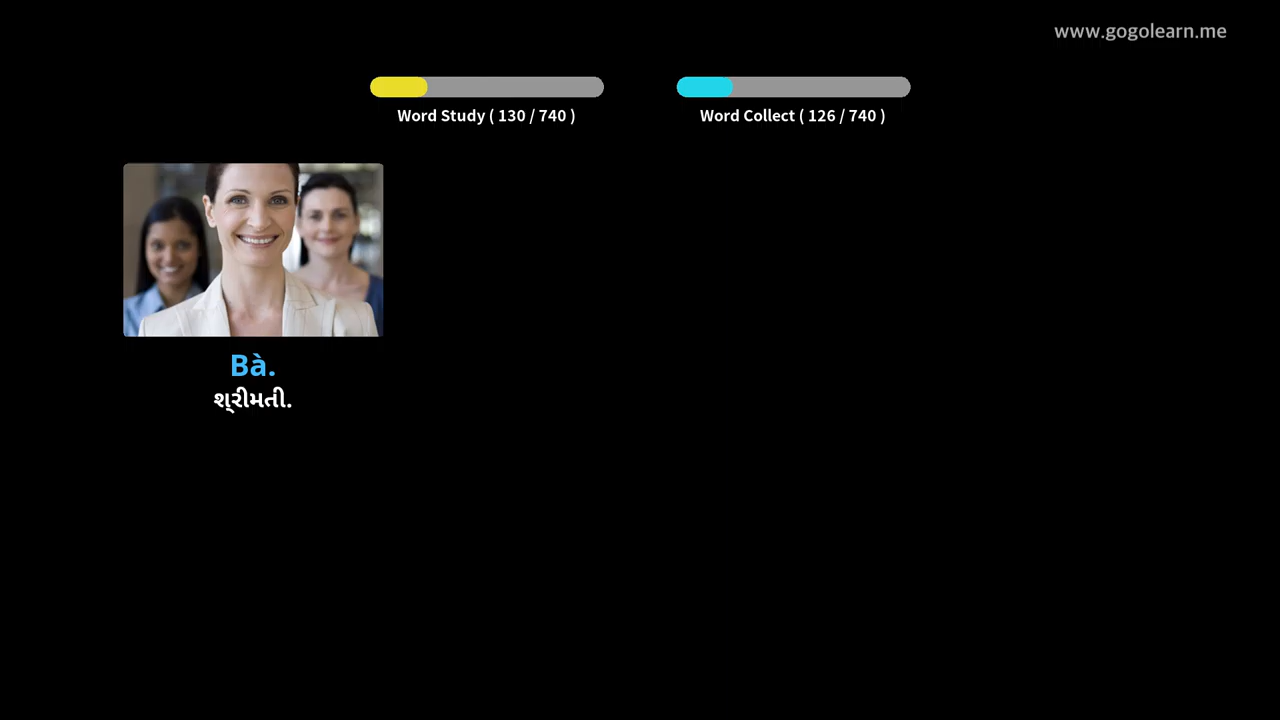 www.gogolearn.me
Word Study ( 130 / 740 )
Word Collect ( 126 / 740 )
Bà.
શ્રીમતી.